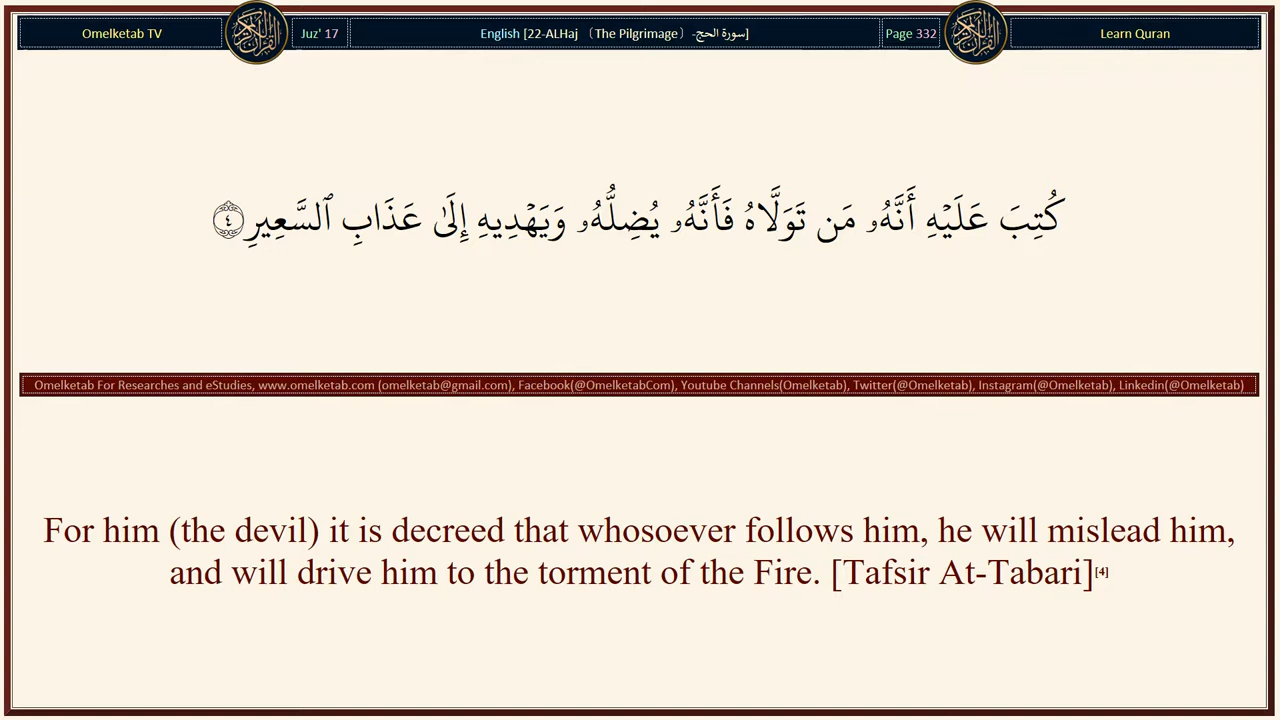 Omelketab TV
Juz' 17
English [22-ALHaj （The Pilgrimage）-سورة الحج]
Page 332
Learn Quran
كُتِبَ عَلَيْهِ أَنَّهُۥ مَن تَوَلَّاهُ فَأَنَّهُۥ يُضِلُّهُۥ وَيَهْدِيهِ إِلَىٰ عَذَابِ ٱلسَّعِيرِ ٤
Omelketab For Researches and eStudies, www.omelketab.com (omelketab@gmail.com), Facebook(@OmelketabCom), Youtube Channels(Omelketab), Twitter(@Omelketab), Instagram(@Omelketab), Linkedin(@Omelketab)
For him (the devil) it is decreed that whosoever follows him, he will mislead him,
and will drive him to the torment of the Fire. [Tafsir At-Tabari][4]